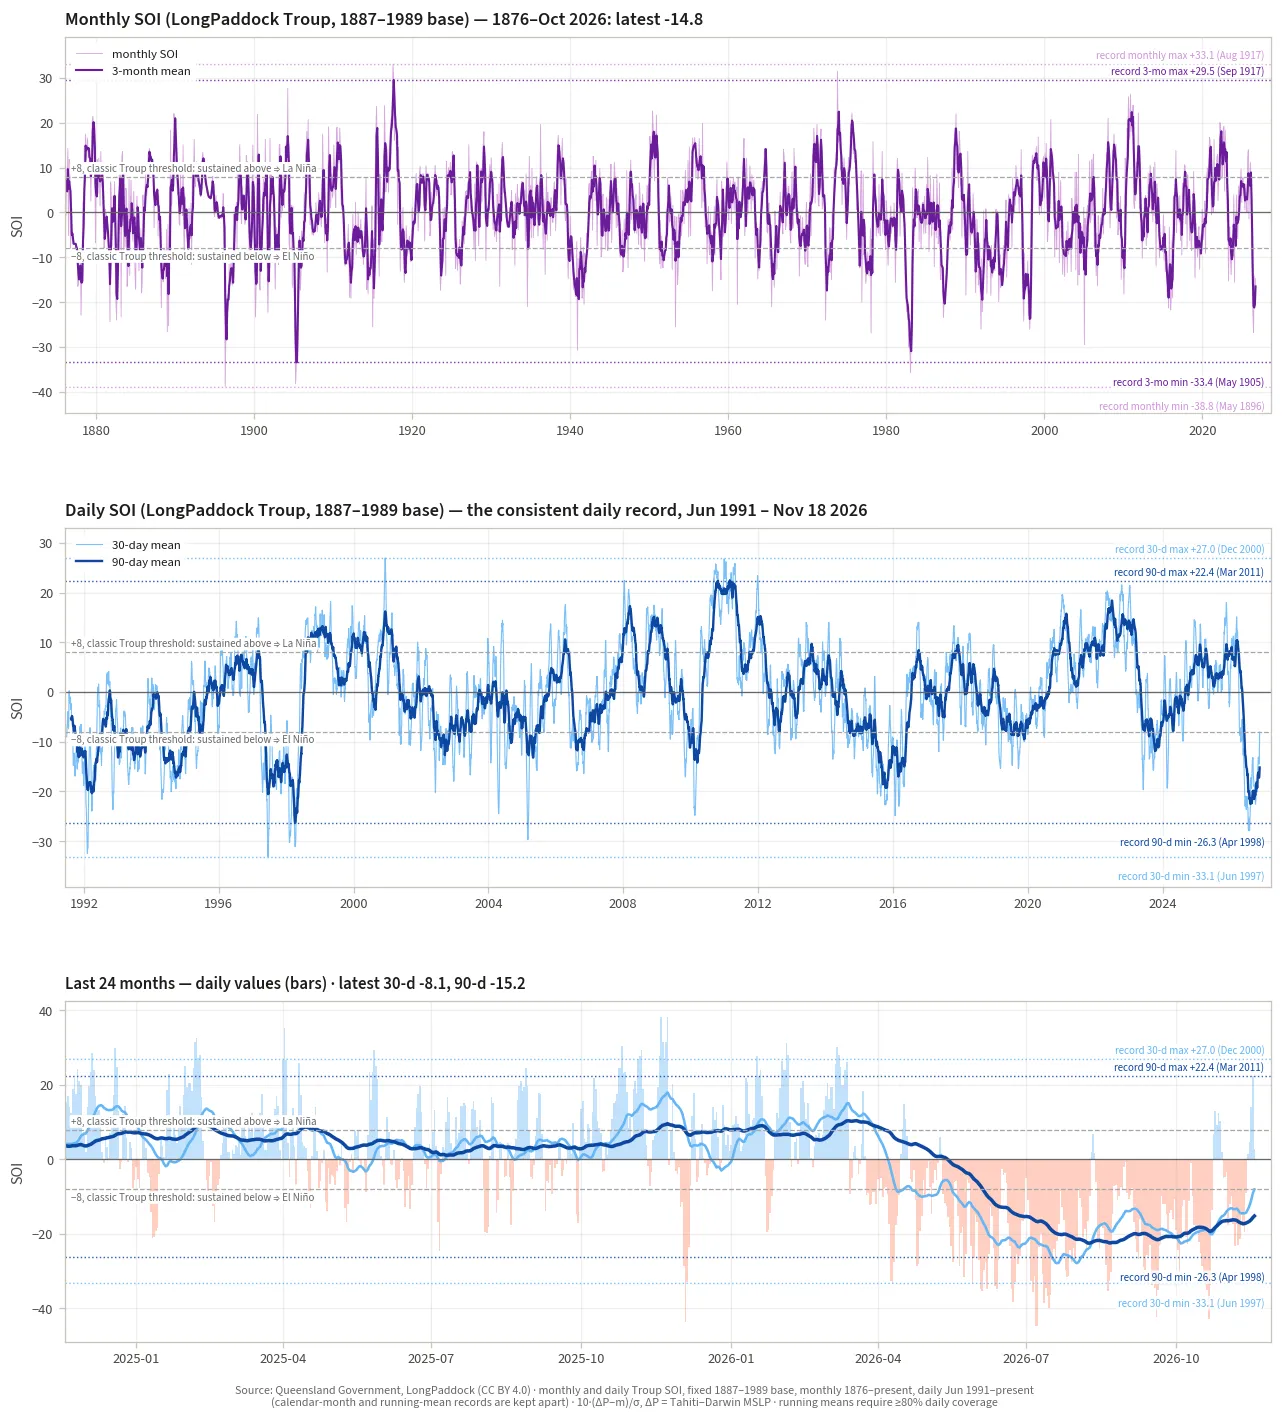 Monthly SOI (LongPaddock Troup, 1887–1989 base) — 1876–Oct 2026: latest -14.8
monthly SOI
3-month mean
record monthly max +33.1 (Aug 1917)
record 3-mo max +29.5 (Sep 1917)
+8, classic Troup threshold: sustained above ⇒ La Niña
−8, classic Troup threshold: sustained below ⇒ El Niño
record 3-mo min -33.4 (May 1905)
record monthly min -38.8 (May 1896)
SOI
30
20
10
0
−10
−20
−30
−40
1880 1900 1920 1940 1960 1980 2000 2020
Daily SOI (LongPaddock Troup, 1887–1989 base) — the consistent daily record, Jun 1991 – Nov 18 2026
30-day mean
90-day mean
record 30-d max +27.0 (Dec 2000)
record 90-d max +22.4 (Mar 2011)
+8, classic Troup threshold: sustained above ⇒ La Niña
−8, classic Troup threshold: sustained below ⇒ El Niño
record 90-d min -26.3 (Apr 1998)
record 30-d min -33.1 (Jun 1997)
SOI
30
20
10
0
−10
−20
−30
1992 1996 2000 2004 2008 2012 2016 2020 2024
Last 24 months — daily values (bars) · latest 30-d -8.1, 90-d -15.2
record 30-d max +27.0 (Dec 2000)
record 90-d max +22.4 (Mar 2011)
+8, classic Troup threshold: sustained above ⇒ La Niña
−8, classic Troup threshold: sustained below ⇒ El Niño
record 90-d min -26.3 (Apr 1998)
record 30-d min -33.1 (Jun 1997)
SOI
40
20
0
−20
−40
2025-01 2025-04 2025-07 2025-10 2026-01 2026-04 2026-07 2026-10
Source: Queensland Government, LongPaddock (CC BY 4.0) · monthly and daily Troup SOI, fixed 1887–1989 base, monthly 1876–present, daily Jun 1991–present
(calendar-month and running-mean records are kept apart) · 10·(ΔP−m)/σ, ΔP = Tahiti–Darwin MSLP · running means require ≥80% daily coverage